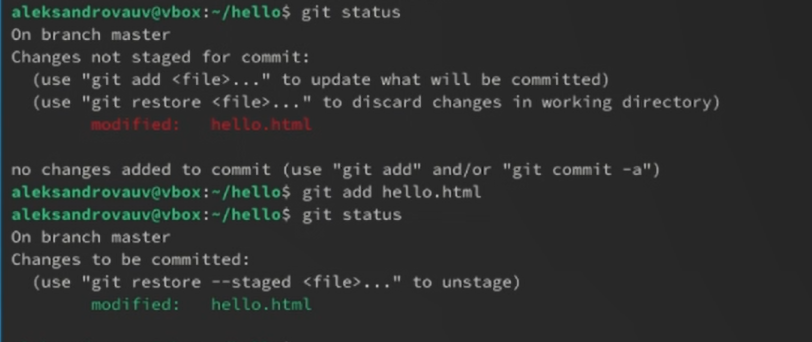 aleksandrovauv@vbox:~/hello$ git status
On branch master
Changes not staged for commit:
  (use "git add <file>..." to update what will be committed)
  (use "git restore <file>..." to discard changes in working directory)
        modified:   hello.html

no changes added to commit (use "git add" and/or "git commit -a")
aleksandrovauv@vbox:~/hello$ git add hello.html
aleksandrovauv@vbox:~/hello$ git status
On branch master
Changes to be committed:
  (use "git restore --staged <file>..." to unstage)
        modified:   hello.html